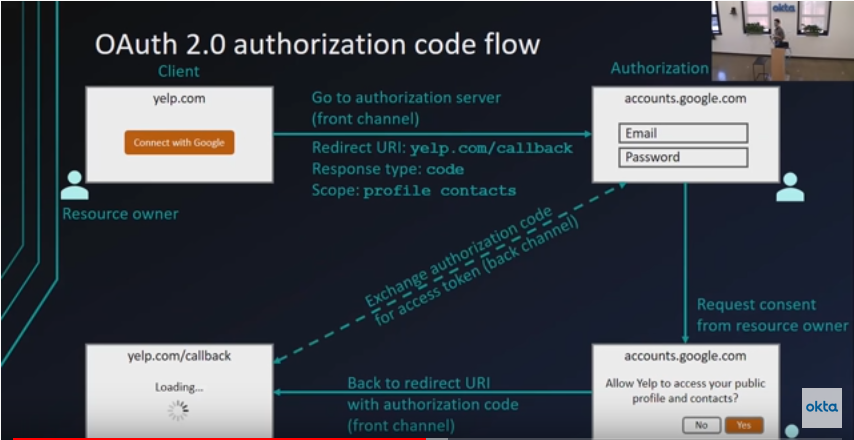 okta
OAuth 2.0 authorization code flow
Client
yelp.com
Connect with Google
Resource owner
Go to authorization server
(front channel)
Redirect URI: yelp.com/callback
Response type: code
Scope: profile contacts
Authorization
accounts.google.com
Email
Password
Exchange authorization code
for access token (back channel)
Request consent
from resource owner
yelp.com/callback
Loading...
Back to redirect URI
with authorization code
(front channel)
accounts.google.com
Allow Yelp to access your public
profile and contacts?
No
Yes
okta